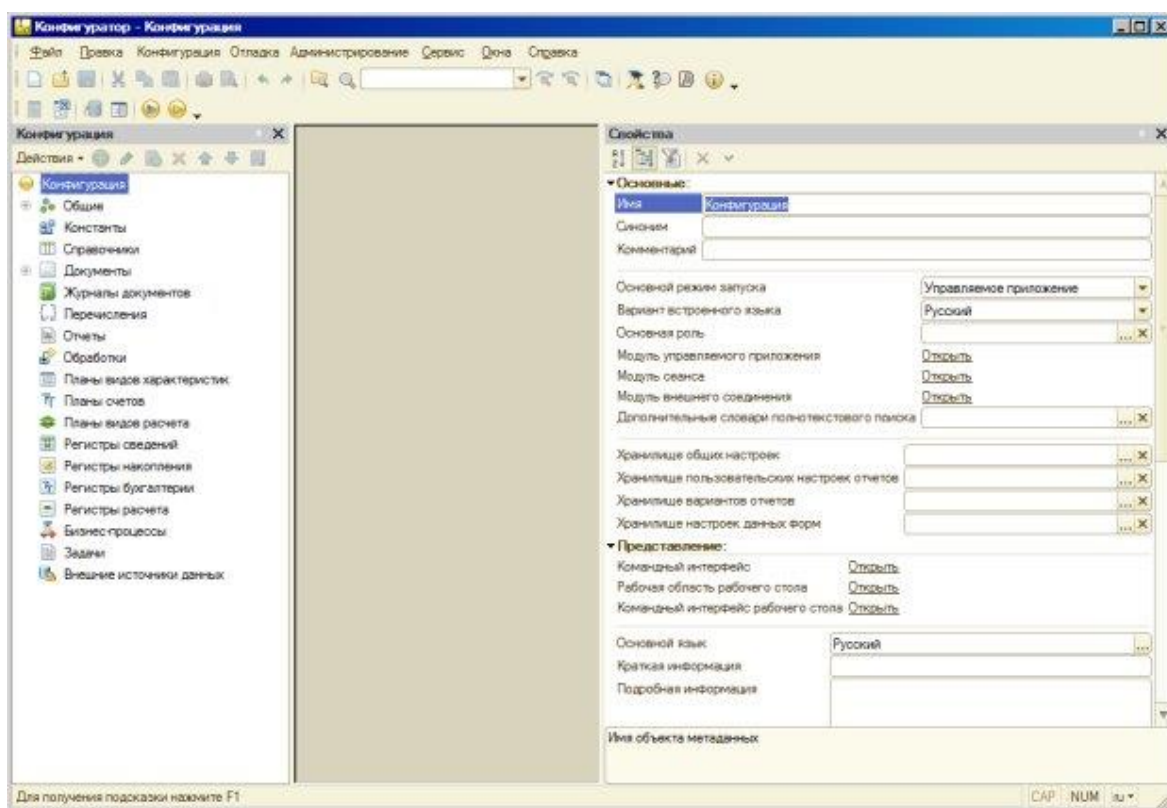 Конфигуратор - Конфигурация
Файл Правка Конфигурация Отладка Администрирование Сервис Окна Справка
Конфигурация
Действия
Конфигурация
Общие
Константы
Справочники
Документы
Журналы документов
Перечисления
Отчеты
Обработки
Планы видов характеристик
Планы счетов
Планы видов расчета
Регистры сведений
Регистры накопления
Регистры бухгалтерии
Регистры расчета
Бизнес-процессы
Задачи
Внешние источники данных
Свойства
Основные:
Имя Конфигурация
Синоним
Комментарий
Основной режим запуска Управляемое приложение
Вариант встроенного языка Русский
Основная роль ...
Модуль управляемого приложения Открыть
Модуль сеанса Открыть
Модуль внешнего соединения Открыть
Дополнительные словари полнотекстового поиска ...
Хранилище общих настроек ...
Хранилище пользовательских настроек отчетов ...
Хранилище вариантов отчетов ...
Хранилище настроек данных форм ...
Представление:
Командный интерфейс Открыть
Рабочая область рабочего стола Открыть
Командный интерфейс рабочего стола Открыть
Основной язык Русский ...
Краткая информация
Подробная информация
Имя объекта метаданных
Для получения подсказки нажмите F1
CAP NUM ru